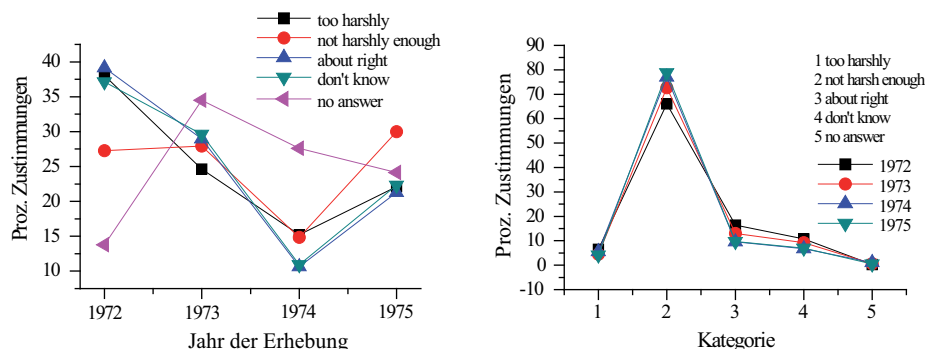 too harshly
not harshly enough
about right
don't know
no answer
40
35
30
25
20
15
10
Proz. Zustimmungen
1972
1973
1974
1975
Jahr der Erhebung
90
80
70
60
50
40
30
20
10
0
-10
Proz. Zustimmungen
1 too harshly
2 not harsh enough
3 about right
4 don't know
5 no answer
1972
1973
1974
1975
1
2
3
4
5
Kategorie